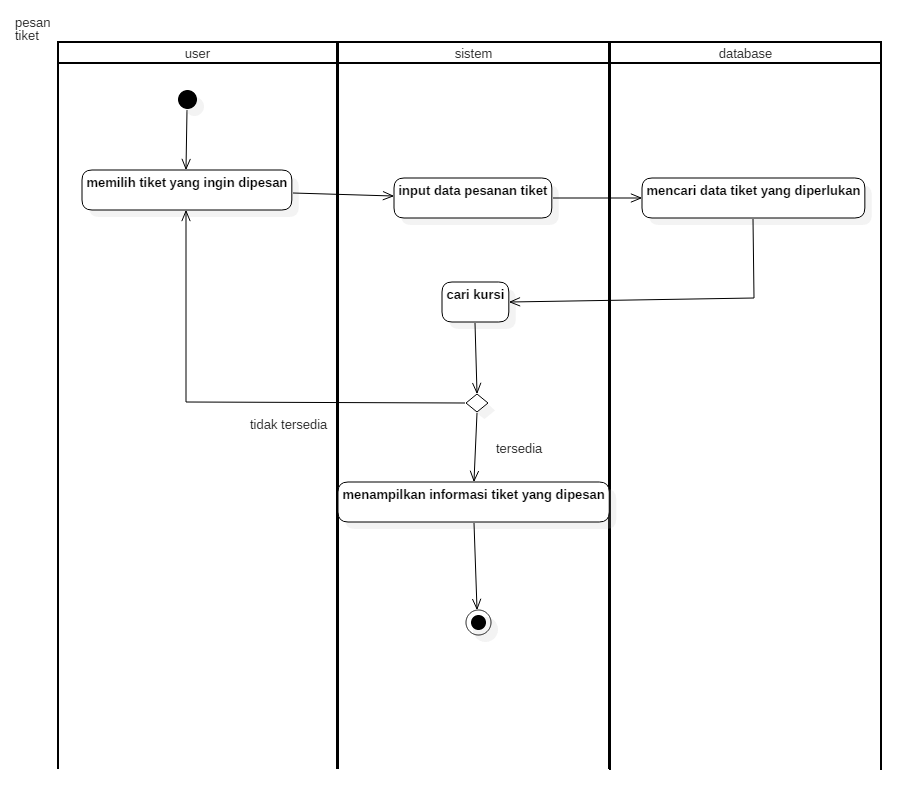 pesan
tiket
user
sistem
database
memilih tiket yang ingin dipesan
input data pesanan tiket
mencari data tiket yang diperlukan
cari kursi
tidak tersedia
tersedia
menampilkan informasi tiket yang dipesan